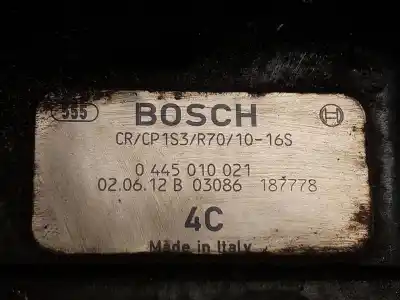 555 BOSCH
CR/CP1S3/R70/10-16S
0 445 010 021
02.06.12 B 03086 187778
4C
Made in Italy